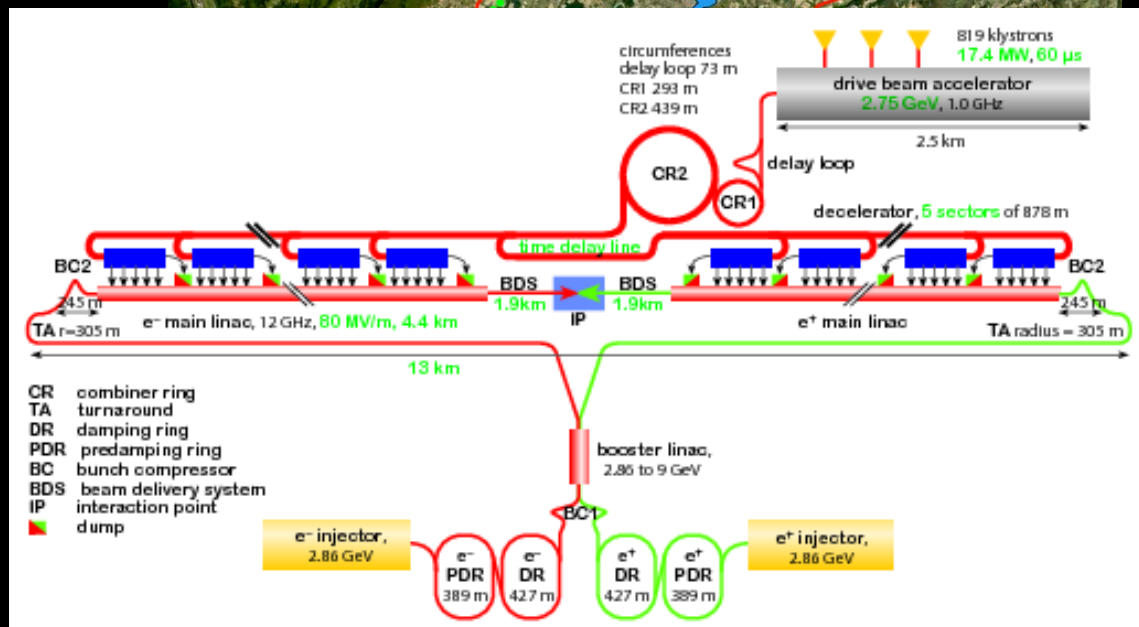 819 klystrons
17.4 MW, 60 µs
circumferences
delay loop 73 m
CR1 293 m
CR2 439 m
drive beam accelerator
2.75 GeV, 1.0 GHz
2.5 km
delay loop
CR2
CR1
decelerator, 5 sectors of 878 m
time delay line
BC2
BC2
BDS
1.9km
BDS
1.9km
IP
245 m
245 m
TA r=305 m
e⁻ main linac, 12 GHz, 80 MV/m, 4.4 km
e⁺ main linac
TA radius = 305 m
13 km
CR combiner ring
TA turnaround
DR damping ring
PDR predamping ring
BC bunch compressor
BDS beam delivery system
IP interaction point
dump
booster linac,
2.86 to 9 GeV
BC1
e⁻ injector,
2.86 GeV
e⁻
PDR
389 m
e⁻
DR
427 m
e⁺
DR
427 m
e⁺
PDR
389 m
e⁺ injector,
2.86 GeV